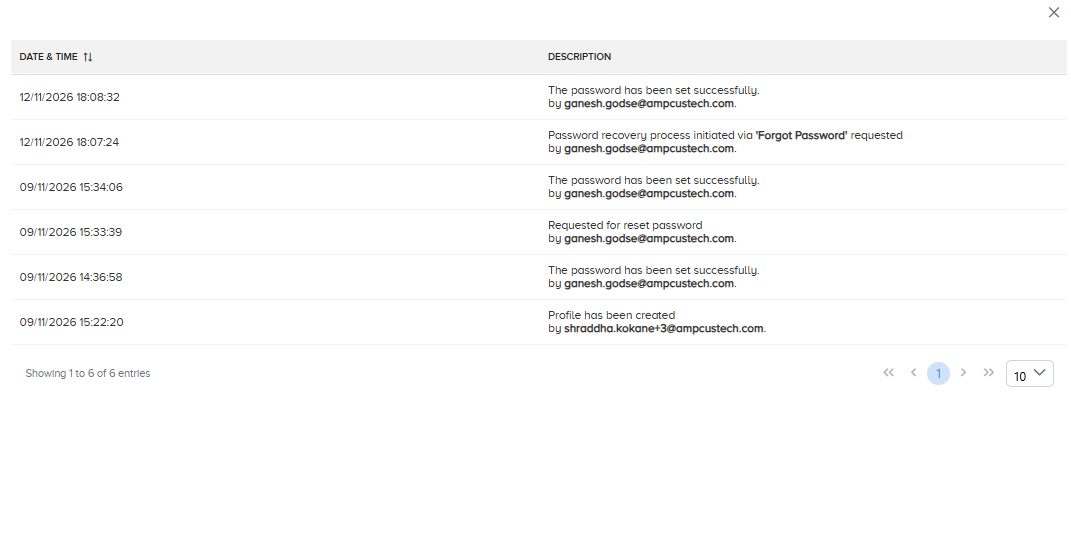 DATE & TIME DESCRIPTION
12/11/2026 18:08:32 The password has been set successfully.
by ganesh.godse@ampcustech.com.
12/11/2026 18:07:24 Password recovery process initiated via 'Forgot Password' requested
by ganesh.godse@ampcustech.com.
09/11/2026 15:34:06 The password has been set successfully.
by ganesh.godse@ampcustech.com.
09/11/2026 15:33:39 Requested for reset password
by ganesh.godse@ampcustech.com.
09/11/2026 14:36:58 The password has been set successfully.
by ganesh.godse@ampcustech.com.
09/11/2026 15:22:20 Profile has been created
by shraddha.kokane+3@ampcustech.com.
Showing 1 to 6 of 6 entries 1 10